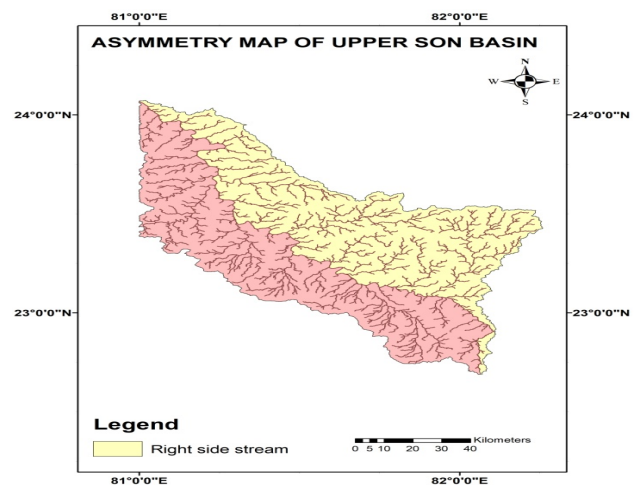 81°0'0"E 82°0'0"E
ASYMMETRY MAP OF UPPER SON BASIN
N
W E
S
24°0'0"N 24°0'0"N
23°0'0"N 23°0'0"N
Legend
Right side stream
Kilometers
0 5 10 20 30 40
81°0'0"E 82°0'0"E